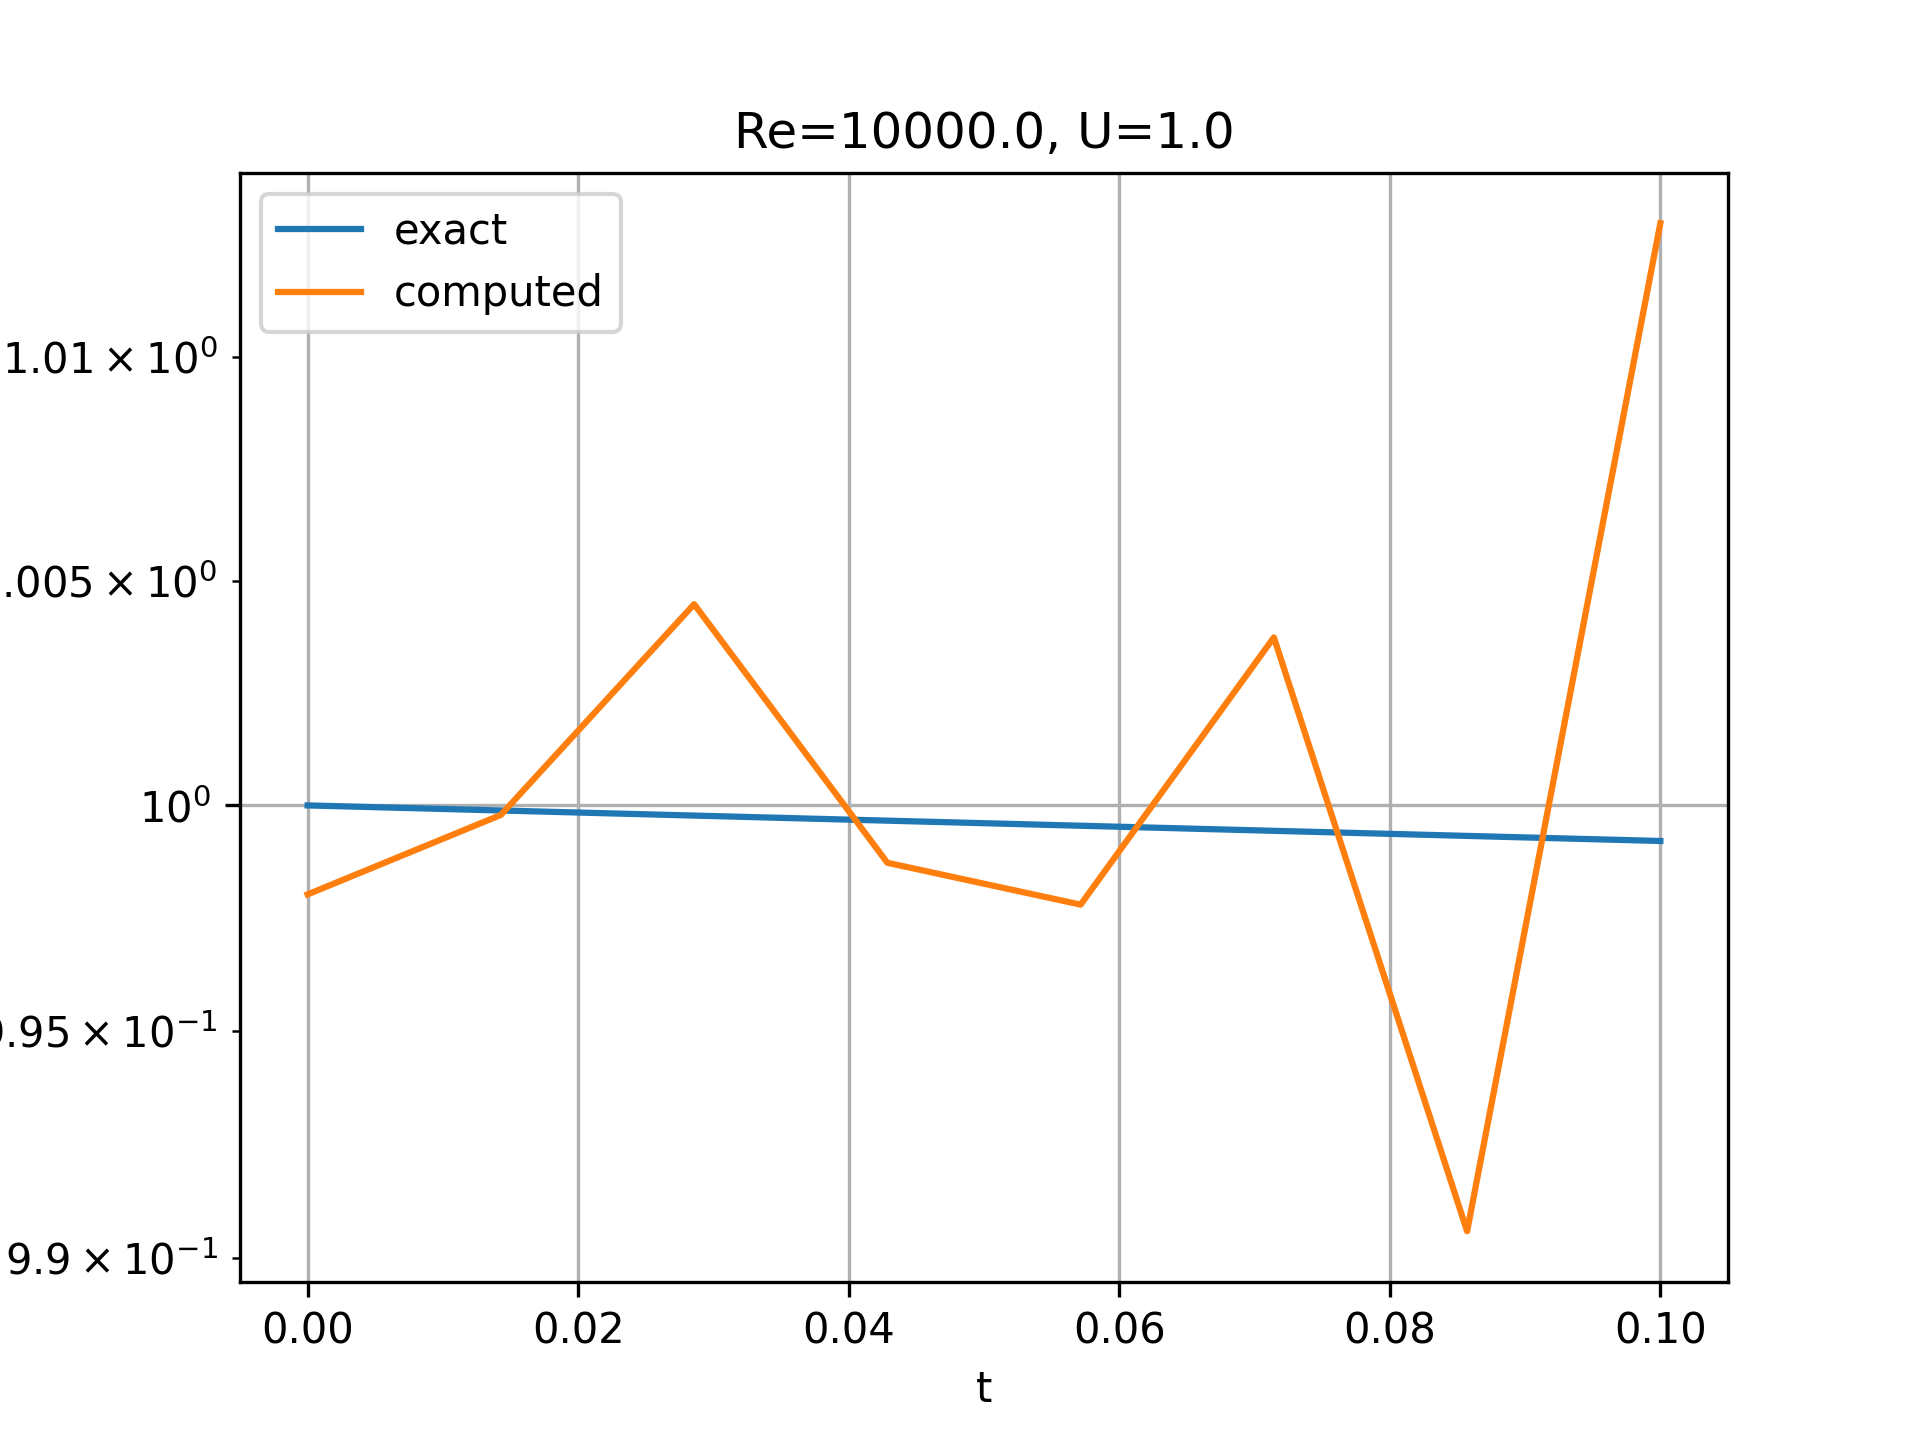 Re=10000.0, U=1.0
exact
computed
1.01 × 10⁰
.005 × 10⁰
10⁰
.95 × 10⁻¹
9.9 × 10⁻¹
0.00 0.02 0.04 0.06 0.08 0.10
t